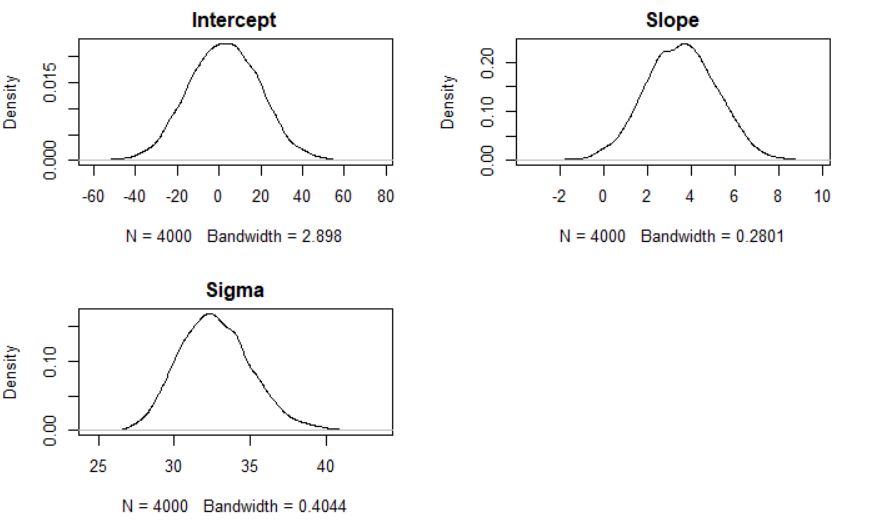 Intercept
Density
0.000 0.015
-60 -40 -20 0 20 40 60 80
N = 4000 Bandwidth = 2.898
Slope
Density
0.00 0.10 0.20
-2 0 2 4 6 8 10
N = 4000 Bandwidth = 0.2801
Sigma
Density
0.00 0.10
25 30 35 40
N = 4000 Bandwidth = 0.4044